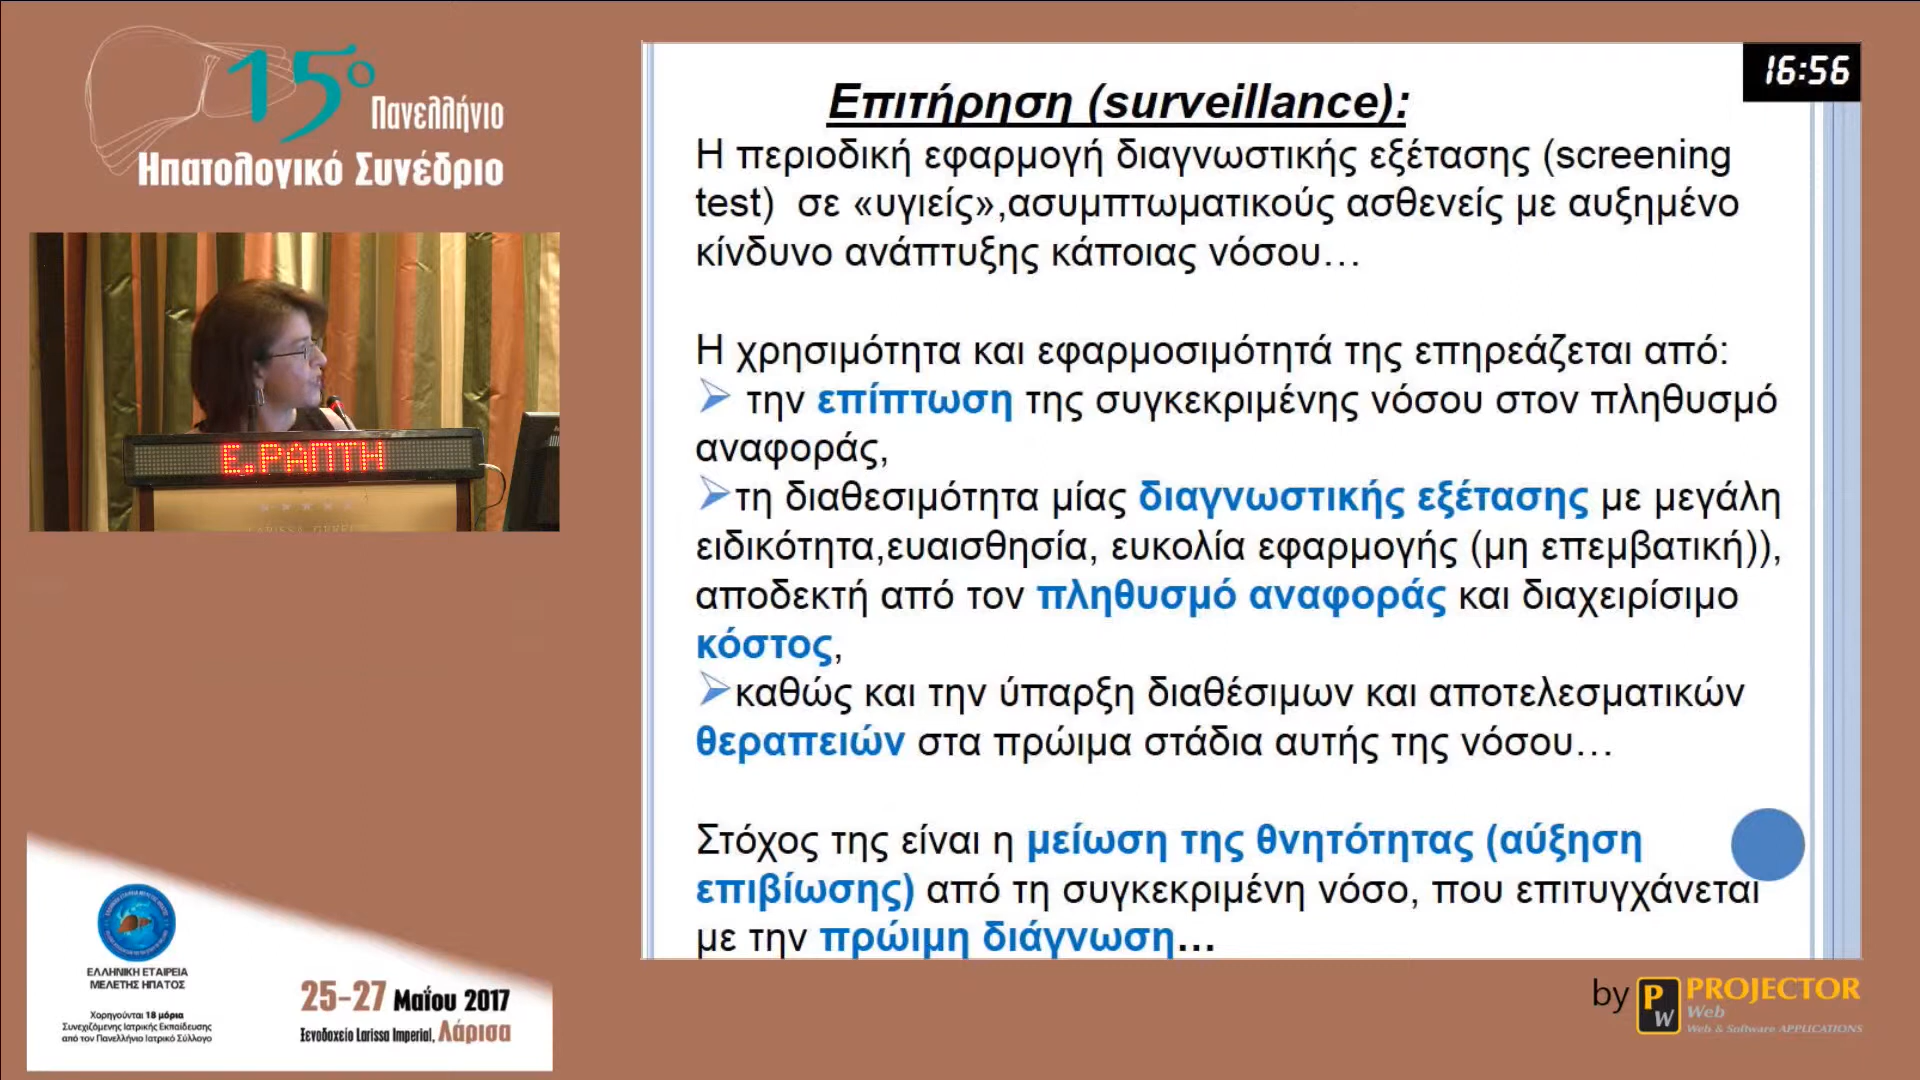 15ο
Πανελλήνιο
Ηπατολογικό Συνέδριο
Ε.ΡΑΠΤΗ
16:56
Επιτήρηση (surveillance):
Η περιοδική εφαρμογή διαγνωστικής εξέτασης (screening
test) σε «υγιείς»,ασυμπτωματικούς ασθενείς με αυξημένο
κίνδυνο ανάπτυξης κάποιας νόσου…
Η χρησιμότητα και εφαρμοσιμότητά της επηρεάζεται από:
την επίπτωση της συγκεκριμένης νόσου στον πληθυσμό
αναφοράς,
τη διαθεσιμότητα μίας διαγνωστικής εξέτασης με μεγάλη
ειδικότητα,ευαισθησία, ευκολία εφαρμογής (μη επεμβατική)),
αποδεκτή από τον πληθυσμό αναφοράς και διαχειρίσιμο
κόστος,
καθώς και την ύπαρξη διαθέσιμων και αποτελεσματικών
θεραπειών στα πρώιμα στάδια αυτής της νόσου…
Στόχος της είναι η μείωση της θνητότητας (αύξηση
επιβίωσης) από τη συγκεκριμένη νόσο, που επιτυγχάνεται
με την πρώιμη διάγνωση…
ΕΛΛΗΝΙΚΗ ΕΤΑΙΡΕΙΑ
ΜΕΛΕΤΗΣ ΗΠΑΤΟΣ
Χορηγούνται 18 μόρια
Συνεχιζόμενης Ιατρικής Εκπαίδευσης
από τον Πανελλήνιο Ιατρικό Σύλλογο
25-27 Μαΐου 2017
Ξενοδοχείο Larissa Imperial, Λάρισα
by PW PROJECTOR
Web
Web & Software APPLICATIONS